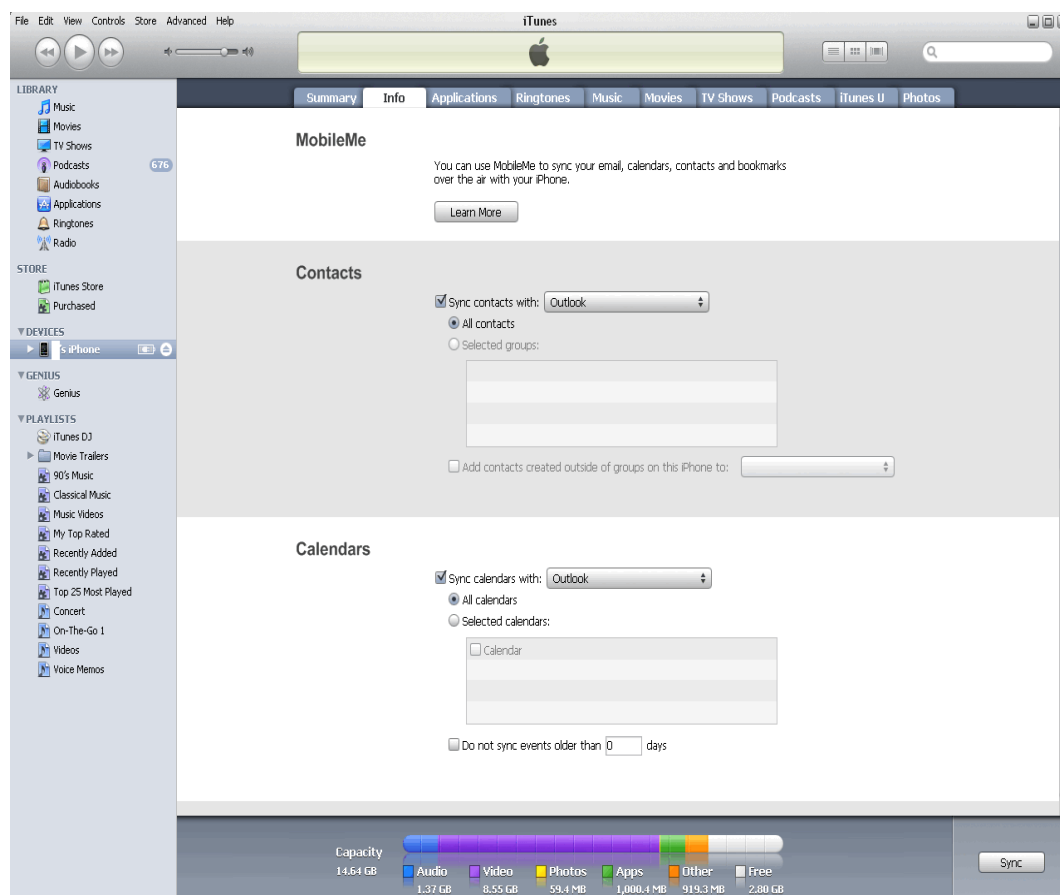 File Edit View Controls Store Advanced Help
iTunes
LIBRARY
Music
Movies
TV Shows
Podcasts 676
Audiobooks
Applications
Ringtones
Radio
STORE
iTunes Store
Purchased
DEVICES
's iPhone
GENIUS
Genius
PLAYLISTS
iTunes DJ
Movie Trailers
90's Music
Classical Music
Music Videos
My Top Rated
Recently Added
Recently Played
Top 25 Most Played
Concert
On-The-Go 1
Videos
Voice Memos
Summary Info Applications Ringtones Music Movies TV Shows Podcasts iTunes U Photos
MobileMe
You can use MobileMe to sync your email, calendars, contacts and bookmarks
over the air with your iPhone.
Learn More
Contacts
Sync contacts with: Outlook
All contacts
Selected groups:
Add contacts created outside of groups on this iPhone to:
Calendars
Sync calendars with: Outlook
All calendars
Selected calendars:
Calendar
Do not sync events older than 0 days
Capacity
14.64 GB
Audio
1.37 GB
Video
8.55 GB
Photos
59.4 MB
Apps
1,000.4 MB
Other
919.3 MB
Free
2.80 GB
Sync